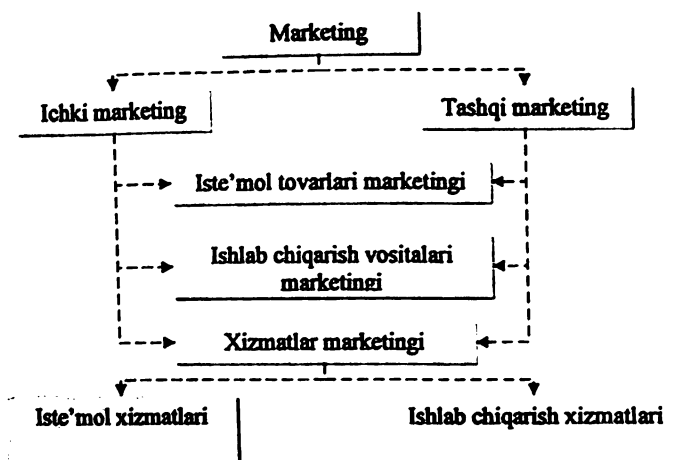 Marketing
Ichki marketing
Tashqi marketing
Iste’mol tovarlari marketingi
Ishlab chiqarish vositalari
marketingi
Xizmatlar marketingi
Iste’mol xizmatlari
Ishlab chiqarish xizmatlari